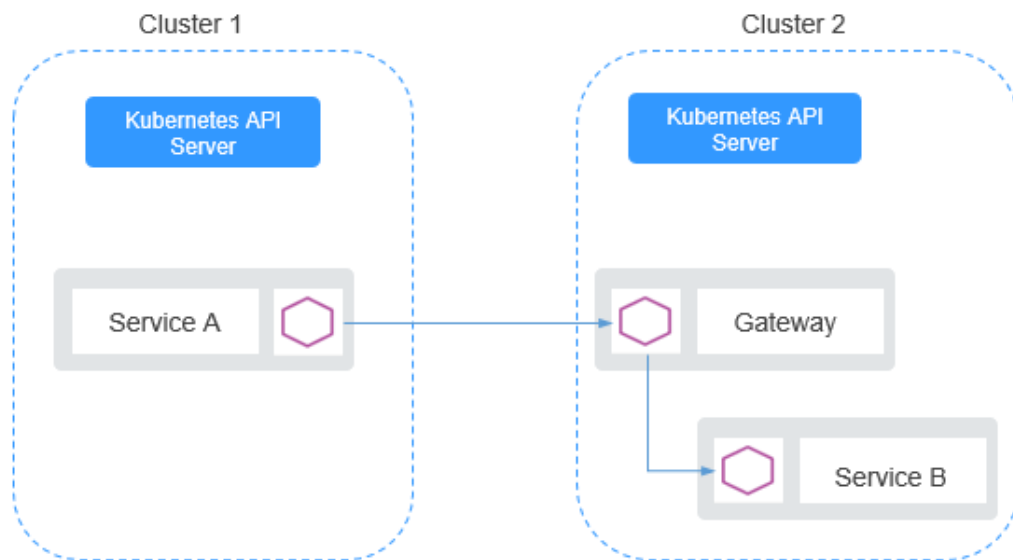 Cluster 1
Cluster 2
Kubernetes API
Server
Kubernetes API
Server
Service A
Gateway
Service B